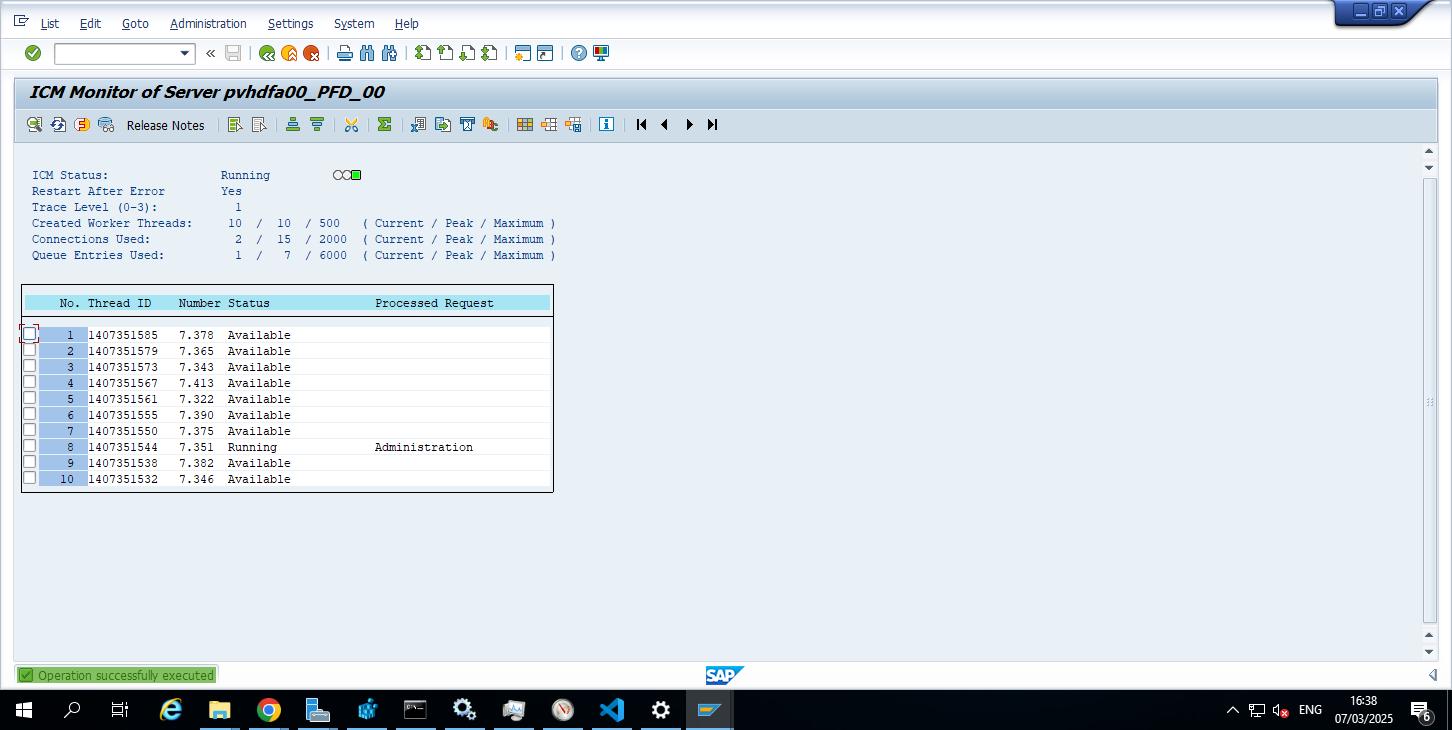 List Edit Goto Administration Settings System Help
ICM Monitor of Server pvhdfa00_PFD_00
Release Notes
ICM Status: Running
Restart After Error Yes
Trace Level (0-3): 1
Created Worker Threads: 10 / 10 / 500 ( Current / Peak / Maximum )
Connections Used: 2 / 15 / 2000 ( Current / Peak / Maximum )
Queue Entries Used: 1 / 7 / 6000 ( Current / Peak / Maximum )
No. Thread ID Number Status Processed Request
1 1407351585 7.378 Available
2 1407351579 7.365 Available
3 1407351573 7.343 Available
4 1407351567 7.413 Available
5 1407351561 7.322 Available
6 1407351555 7.390 Available
7 1407351550 7.375 Available
8 1407351544 7.351 Running Administration
9 1407351538 7.382 Available
10 1407351532 7.346 Available
Operation successfully executed
SAP
ENG
16:38
07/03/2025
6